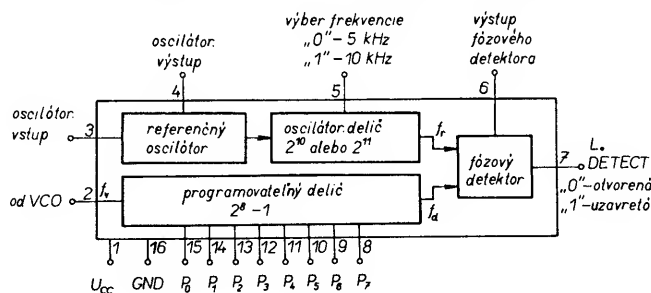 oscilátor.
výstup
4
výber frekvencie
„0"– 5 kHz
„1"– 10 kHz
5
výstup
fózového
detektora
6
oscilátor.
vstup
3
referenčný
oscilátor
oscilátor. delič
2¹⁰ alebo 2¹¹
fr
fózový
detektor
7
L.
DETECT
„0"–otvorená
„1"–uzavretó
od VCO
2
fv
programovateľný delič
2⁸ – 1
fd
1 16 15 14 13 12 11 10 9 8
Ucc GND P0 P1 P2 P3 P4 P5 P6 P7